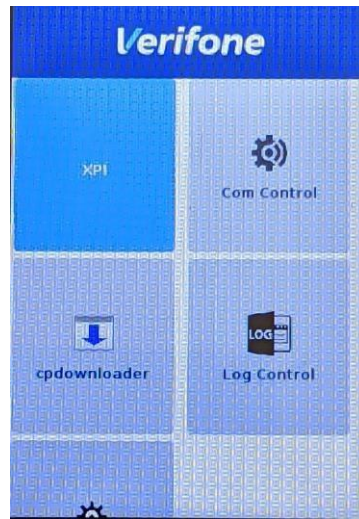 Verifone
XPI
Com Control
LOG
cpdownloader
Log Control